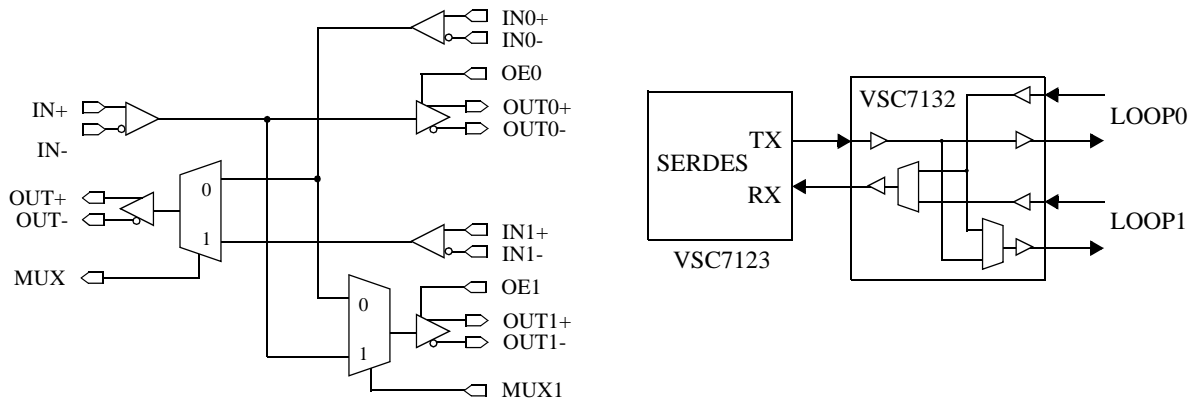 IN0+
IN0-
OE0
IN+
OUT0+
OUT0-
IN-
OUT+
0
OUT-
IN1+
1
IN1-
MUX
OE1
0
OUT1+
OUT1-
1
MUX1
VSC7132
LOOP0
TX
SERDES
RX
LOOP1
VSC7123